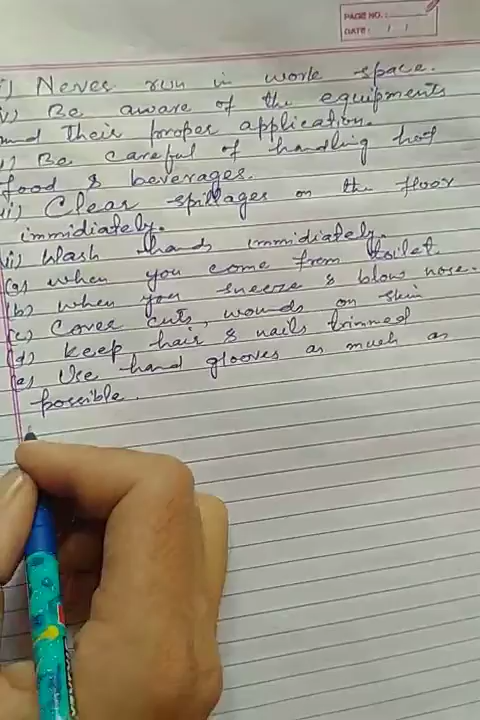 PAGE NO.:
DATE: / /
i) Never run in work space.
v) Be aware of the equipments
and Their proper application.
i) Be careful of handling hot
food & beverages.
ii) Clear spillages on the floor
immidiately.
ii) Wash hands immidiately.
(a) when you come from toilet
(b) when you sneeze & blow nose.
(c) Cover cuts, wounds on skin
(d) keep hair & nails trimmed
(e) Use hand glooves as much as
possible.